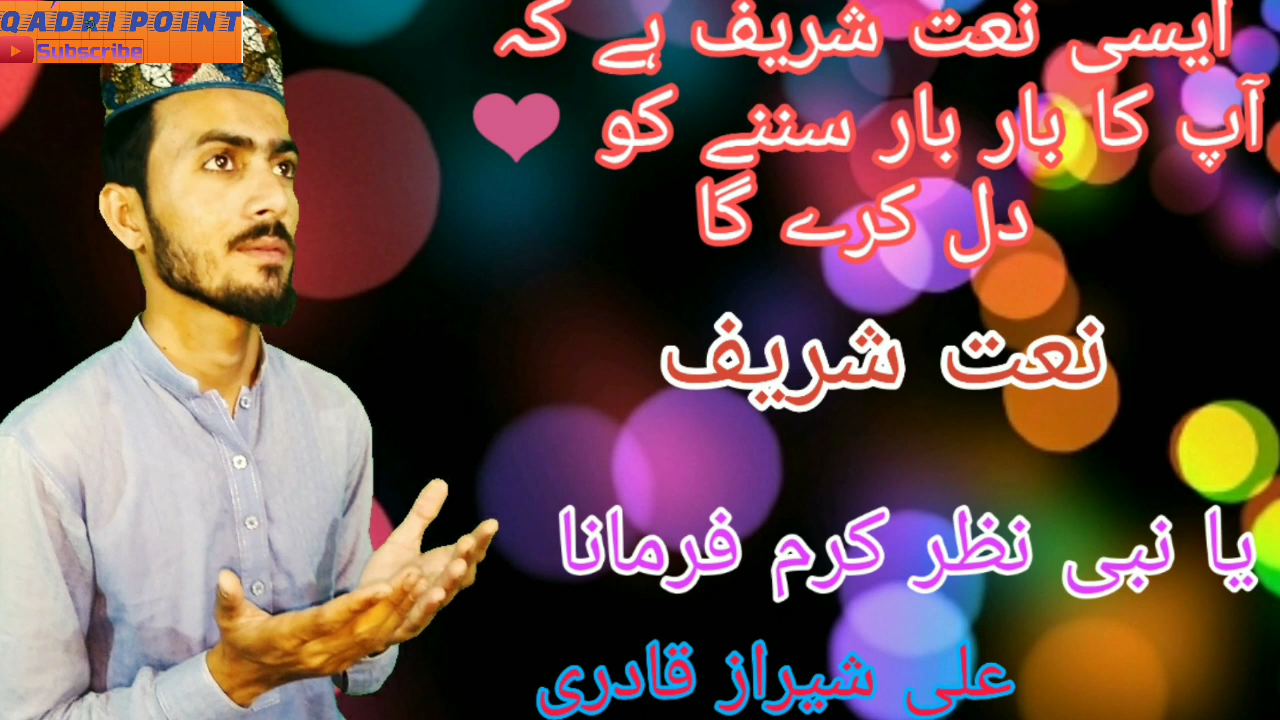 QADRI POINT
Subscribe
ایسی نعت شریف ہے کہ
آپ کا بار بار سننے کو ❤
دل کرے گا
نعت شریف
یا نبی نظر کرم فرمانا
علی شیراز قادری